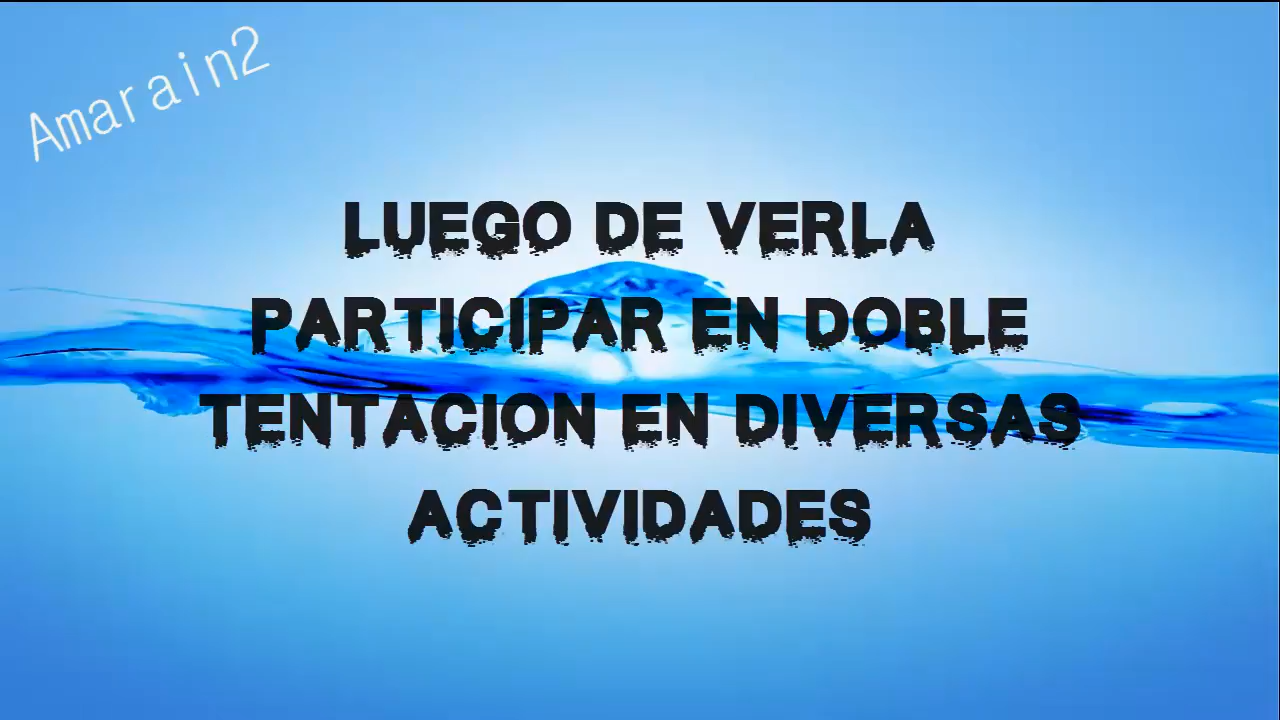 Amarain2
LUEGO DE VERLA
PARTICIPAR EN DOBLE
TENTACION EN DIVERSAS
ACTIVIDADES